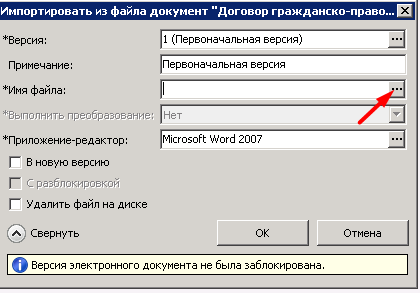 Импортировать из файла документ "Договор гражданско-право...
*Версия: 1 (Первоначальная версия) ...
Примечание: Первоначальная версия
*Имя файла: ...
*Выполнить преобразование: Нет
*Приложение-редактор: Microsoft Word 2007 ...
В новую версию
С разблокировкой
Удалить файл на диске
Свернуть OK Отмена
Версия электронного документа не была заблокирована.